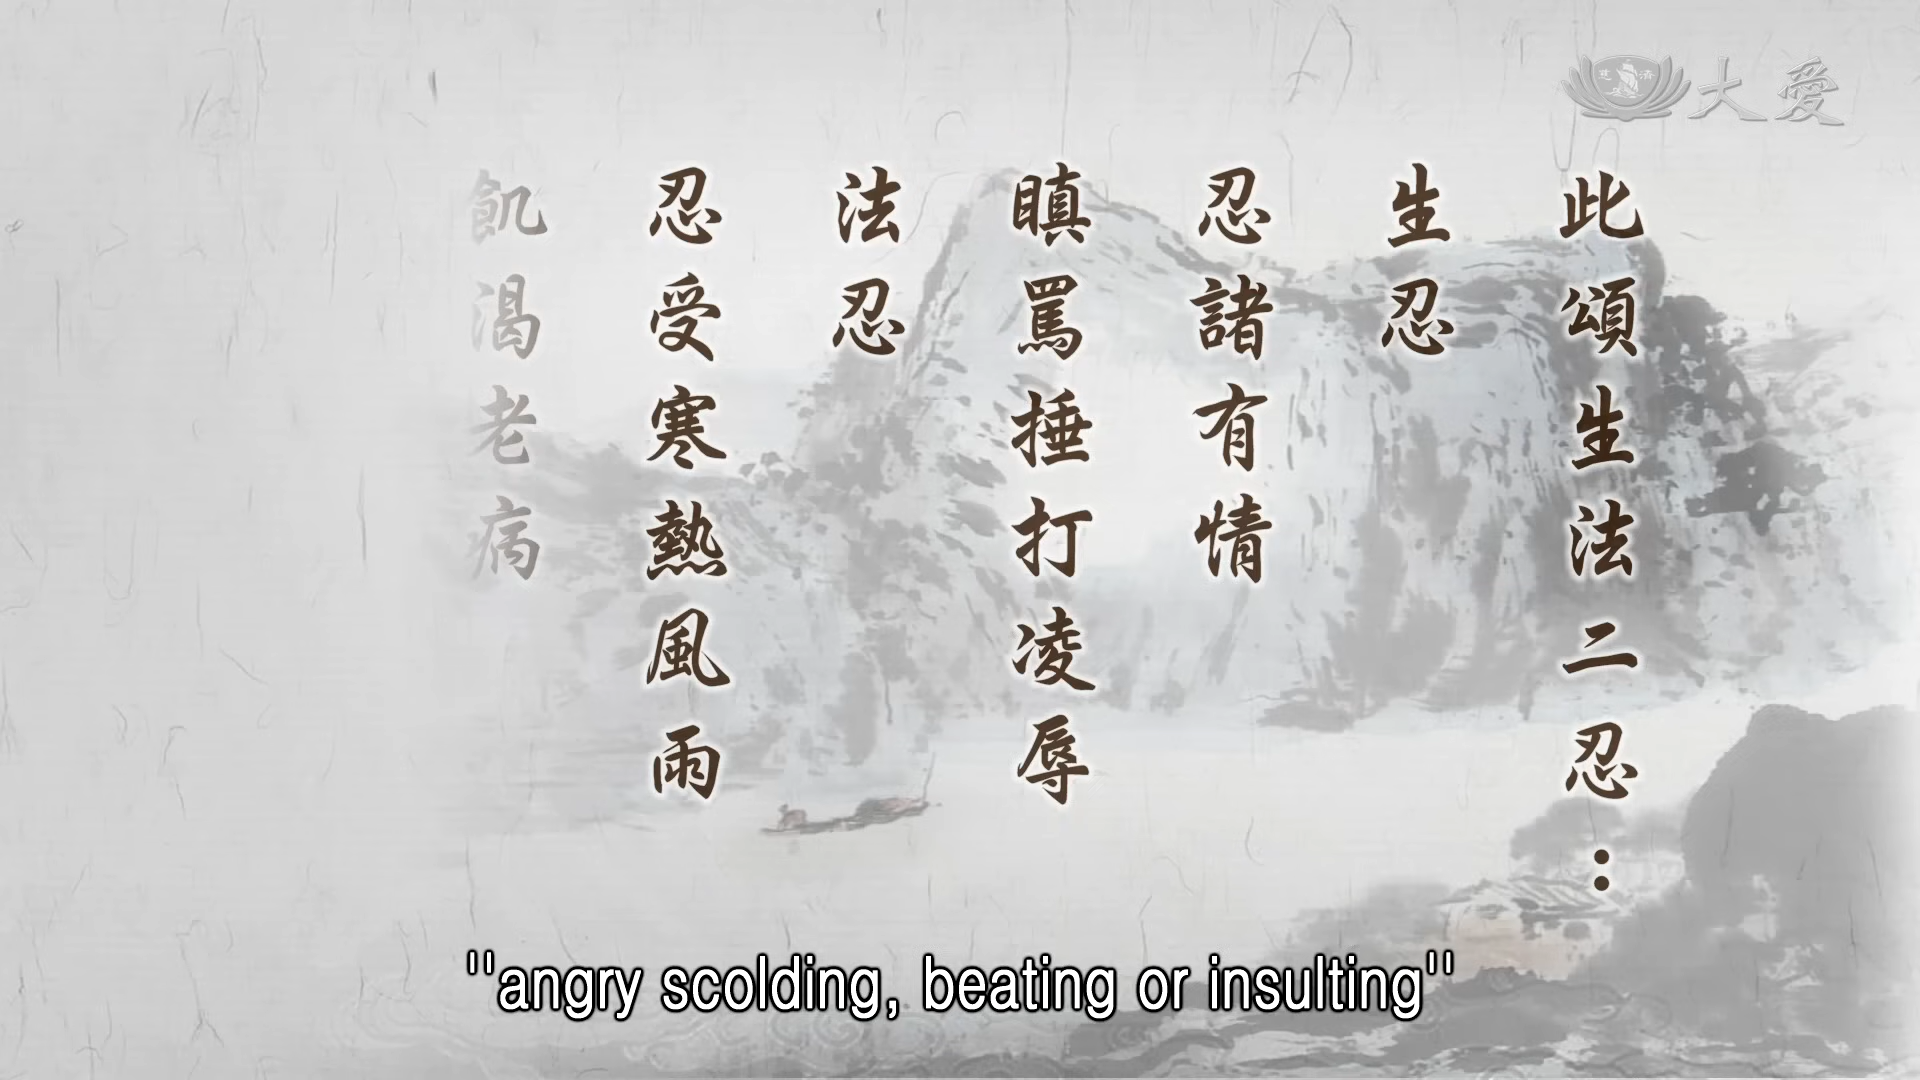 大愛
此頌生法二忍：
生忍
忍諸有情
瞋罵捶打凌辱
法忍
忍受寒熱風雨
飢渴老病
"angry scolding, beating or insulting"